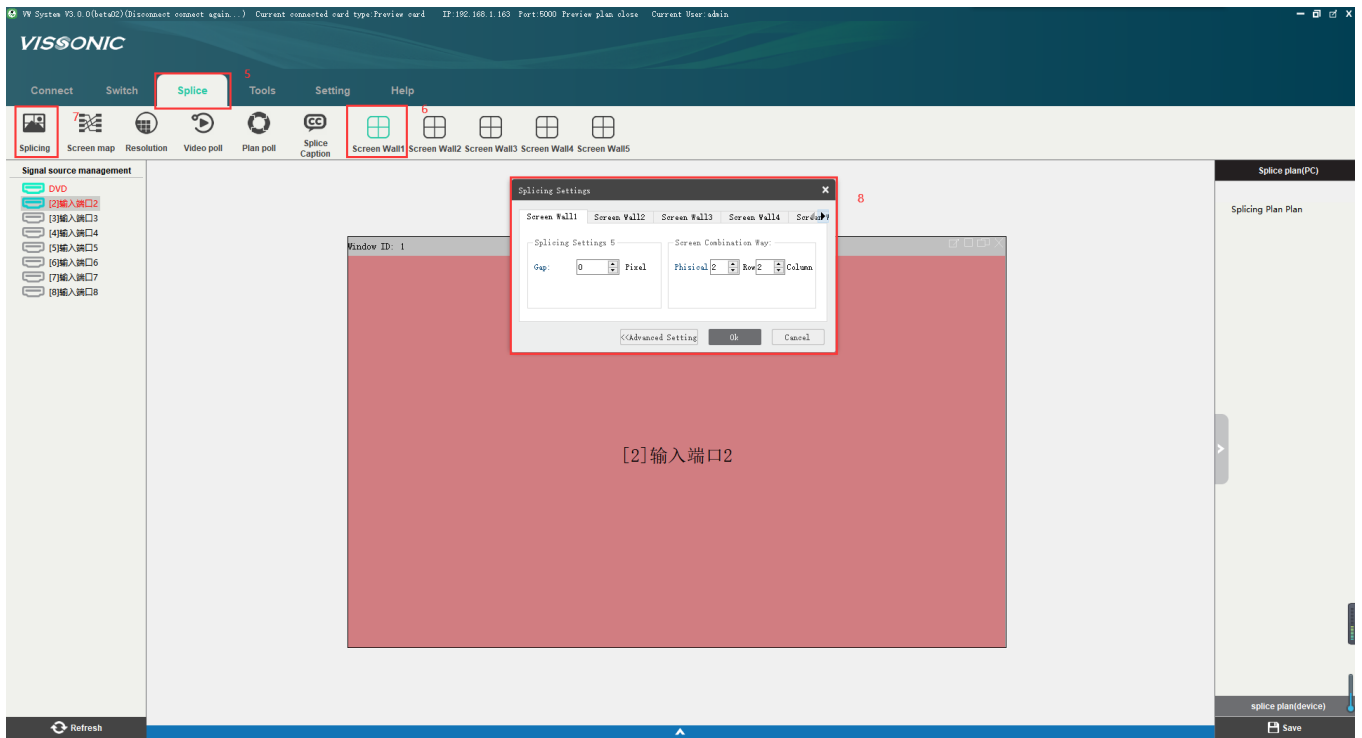 VW System V3.0.0(beta02)(Disconnect connect again...) Current connected card type:Preview card IP:192.168.1.163 Port:5000 Preview plan close Current User:admin
VISSONIC
5
Connect Switch Splice Tools Setting Help
7 6
Splicing Screen map Resolution Video poll Plan poll Splice Caption Screen Wall1 Screen Wall2 Screen Wall3 Screen Wall4 Screen Wall5
CC
Signal source management
DVD
[2]输入端口2
[3]输入端口3
[4]输入端口4
[5]输入端口5
[6]输入端口6
[7]输入端口7
[8]输入端口8
Refresh
Window ID: 1
Splicing Settings x
8
Screen Wall1 Screen Wall2 Screen Wall3 Screen Wall4
Splicing Settings 5 Screen Combination Way:
Gap: 0 Pixel Phisical 2 Row 2 Column
<<Advanced Setting Ok Cancel
[2]输入端口2
Splice plan(PC)
Splicing Plan Plan
splice plan(device)
Save